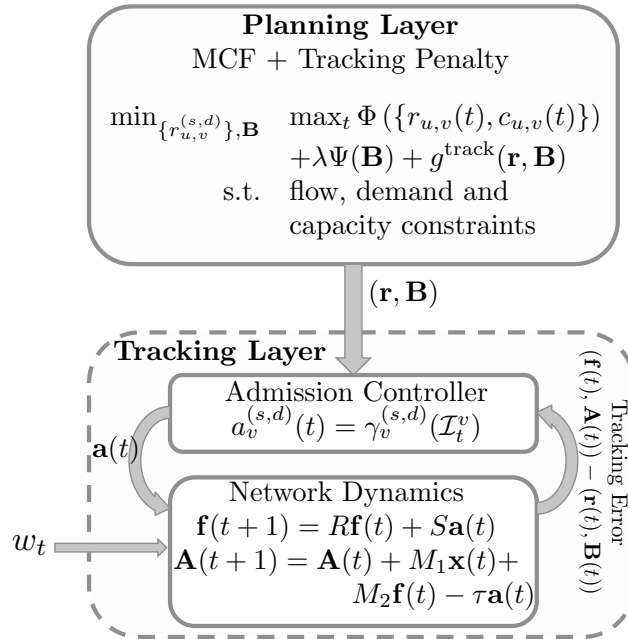 Planning Layer
MCF + Tracking Penalty
min_{\{r_{u,v}^{(s,d)}\},𝐁} max_t Φ ({r_{u,v}(t), c_{u,v}(t)})
+λΨ(𝐁) + g^{track}(𝐫, 𝐁)
s.t. flow, demand and
capacity constraints
(𝐫, 𝐁)
Tracking Layer
Admission Controller
a_v^{(s,d)}(t) = γ_v^{(s,d)}(ℐ_t^v)
𝐚(t)
Network Dynamics
𝐟(t + 1) = R𝐟(t) + S𝐚(t)
𝐀(t + 1) = 𝐀(t) + M_1𝐱(t)+
M_2𝐟(t) − τ𝐚(t)
w_t
Tracking Error
(𝐟(t), 𝐀(t)) − (𝐫(t), 𝐁(t))